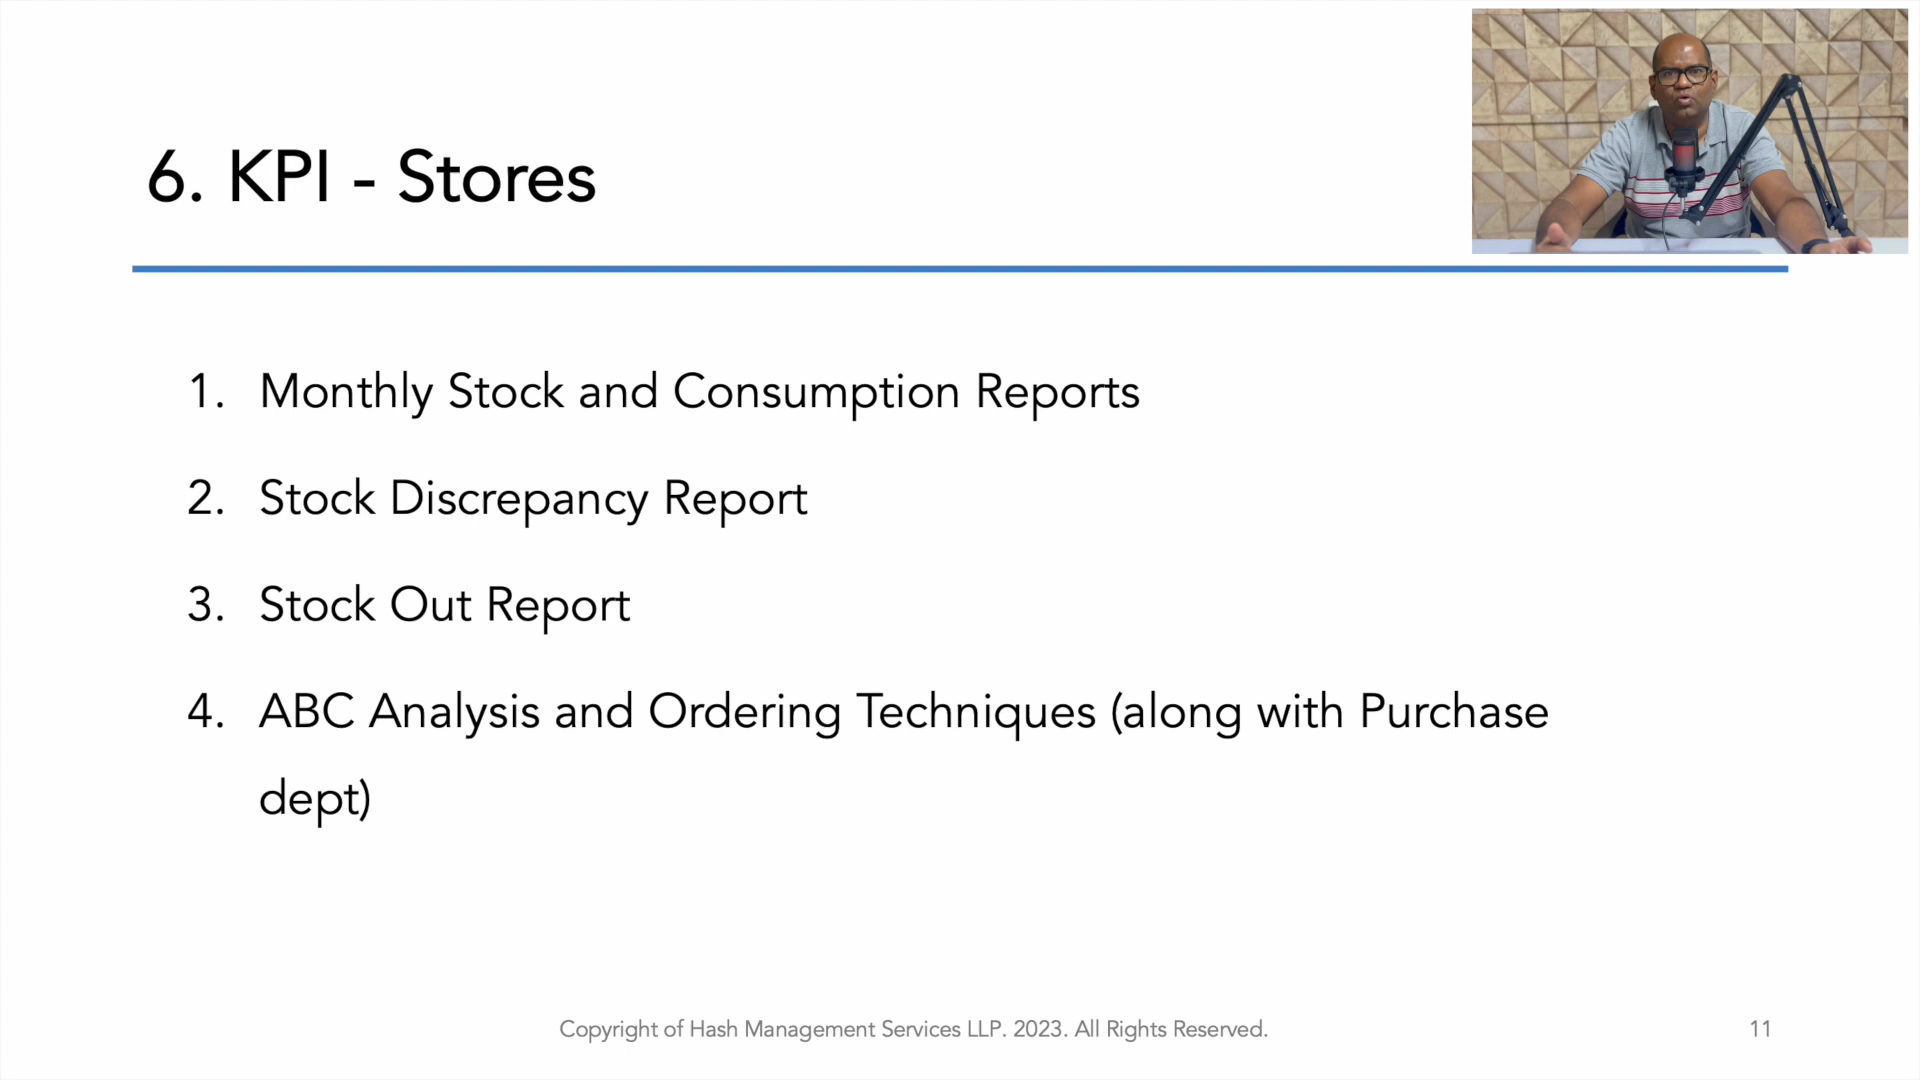 6. KPI - Stores
1. Monthly Stock and Consumption Reports
2. Stock Discrepancy Report
3. Stock Out Report
4. ABC Analysis and Ordering Techniques (along with Purchase
dept)
Copyright of Hash Management Services LLP. 2023. All Rights Reserved.
11